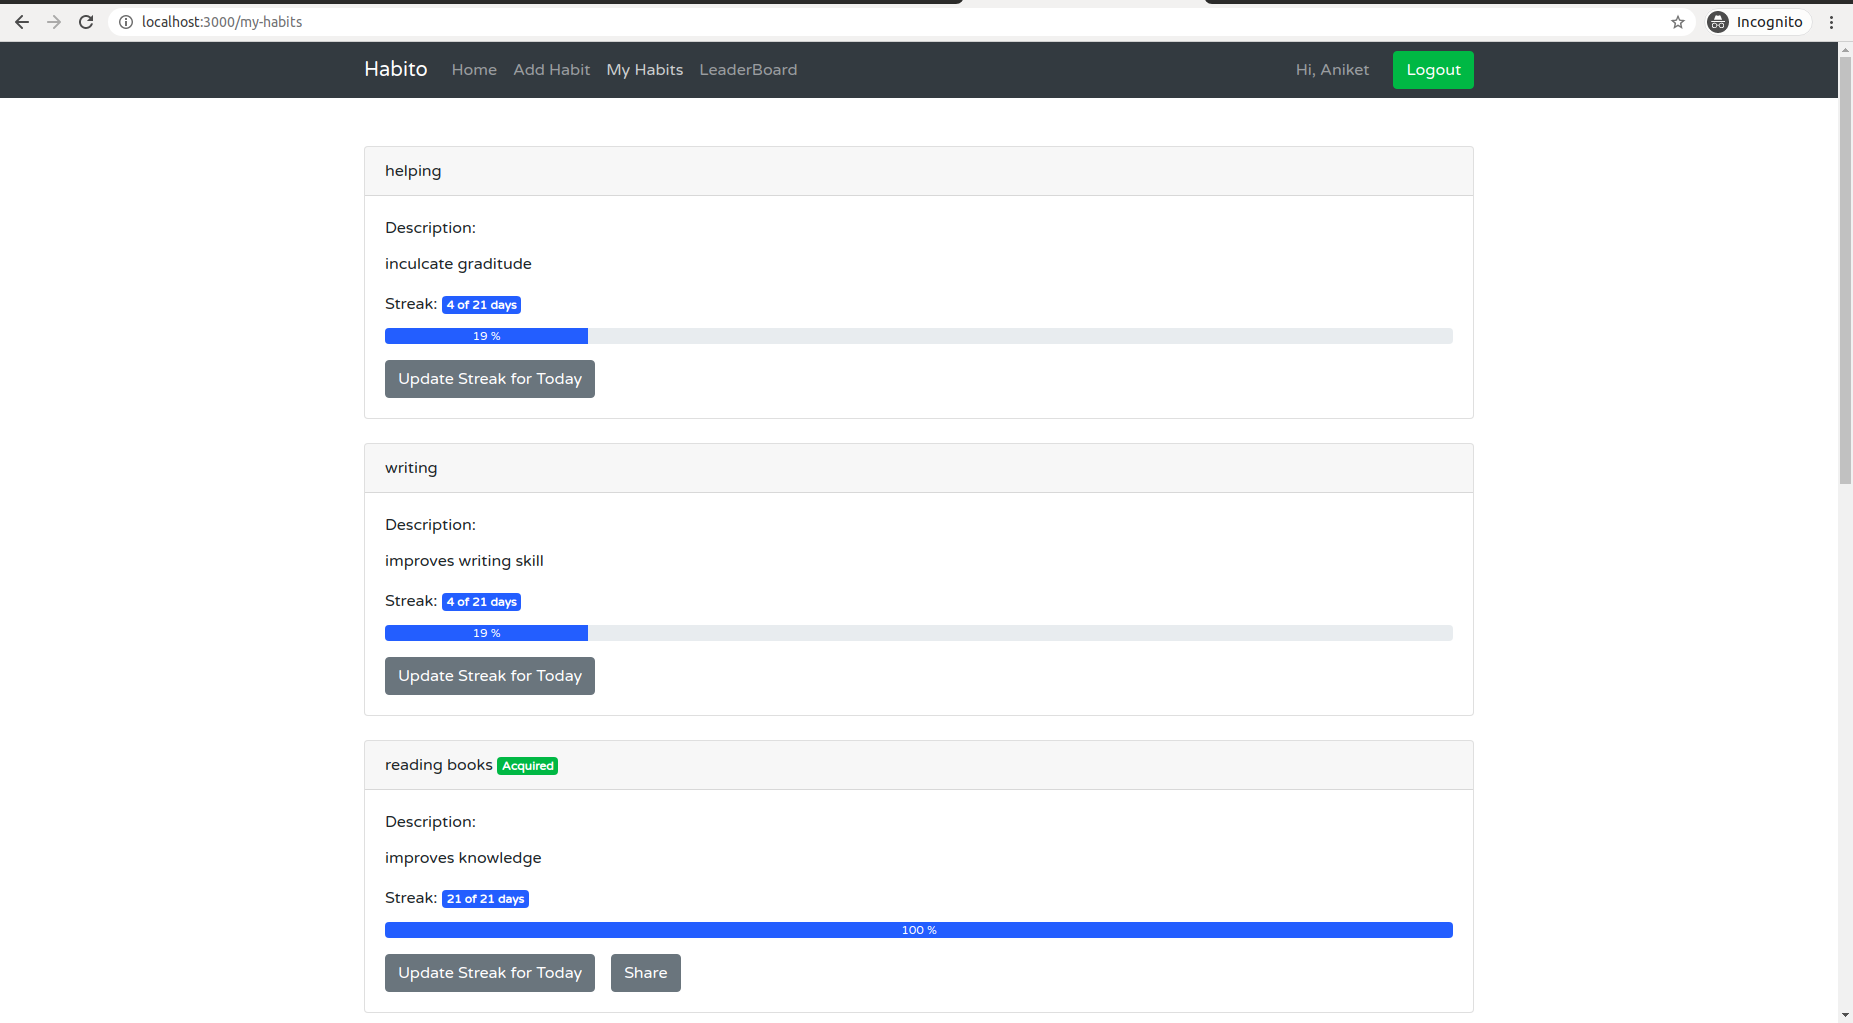 localhost:3000/my-habits
Incognito
Habito Home Add Habit My Habits LeaderBoard Hi, Aniket Logout
helping
Description:
inculcate graditude
Streak: 4 of 21 days
19 %
Update Streak for Today
writing
Description:
improves writing skill
Streak: 4 of 21 days
19 %
Update Streak for Today
reading books Acquired
Description:
improves knowledge
Streak: 21 of 21 days
100 %
Update Streak for Today Share